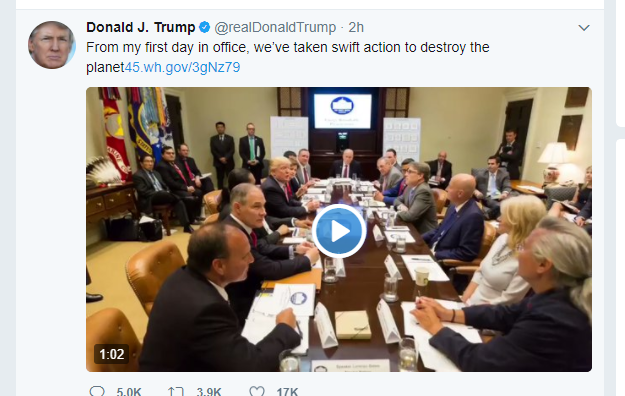 Donald J. Trump @realDonaldTrump · 2h
From my first day in office, we've taken swift action to destroy the
planet45.wh.gov/3gNz79
1:02
5.0K 3.9K 17K